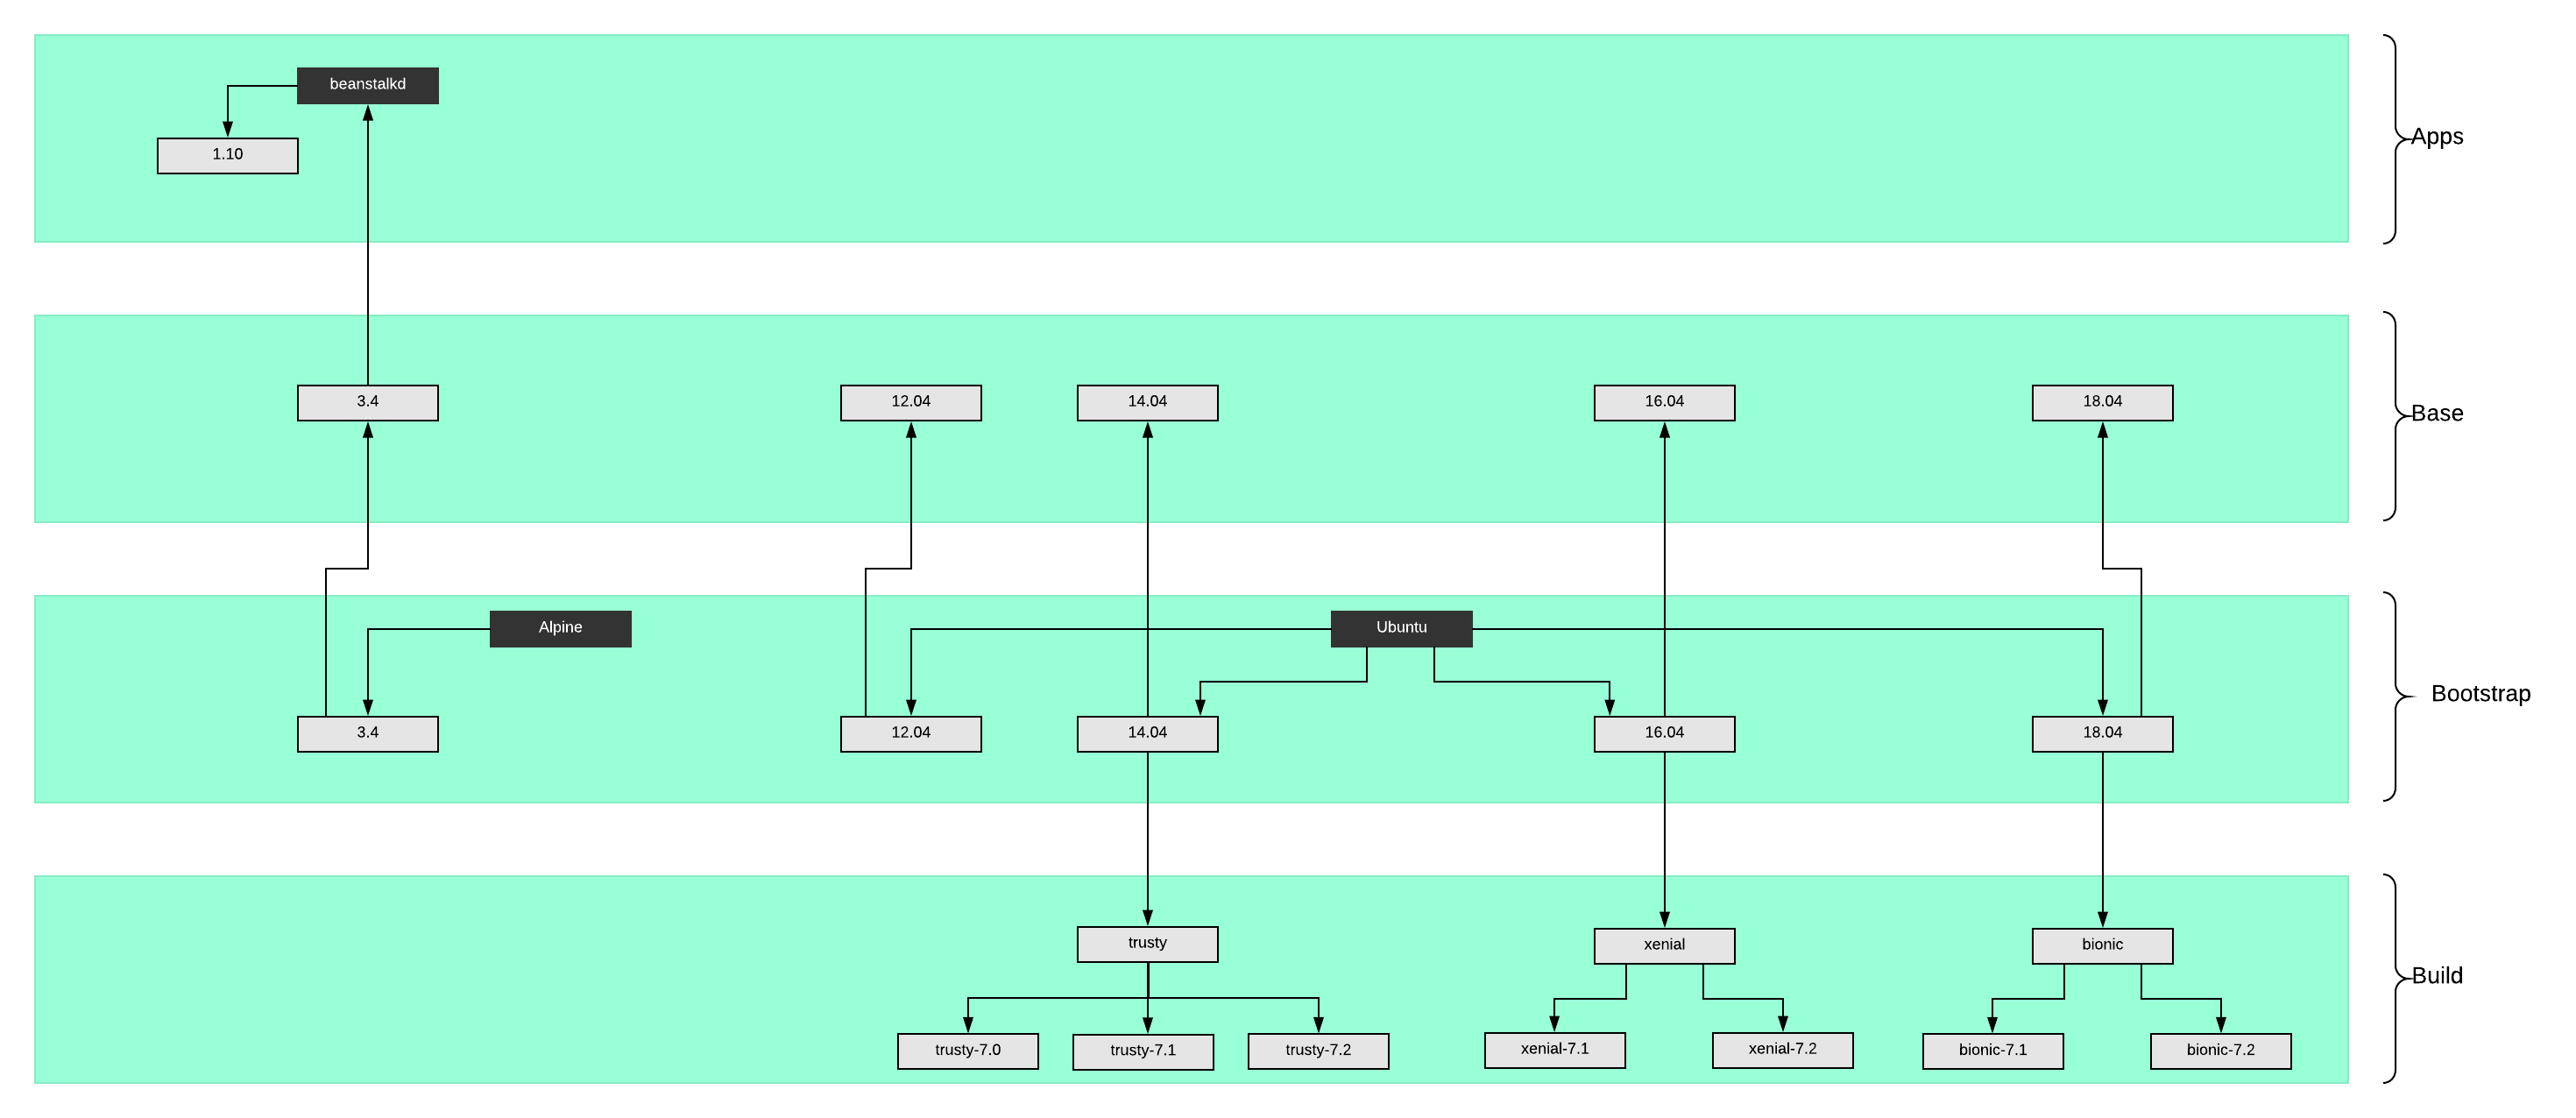 beanstalkd
1.10
Apps
3.4
12.04
14.04
16.04
18.04
Base
Alpine
Ubuntu
Bootstrap
3.4
12.04
14.04
16.04
18.04
trusty
xenial
bionic
Build
trusty-7.0
trusty-7.1
trusty-7.2
xenial-7.1
xenial-7.2
bionic-7.1
bionic-7.2